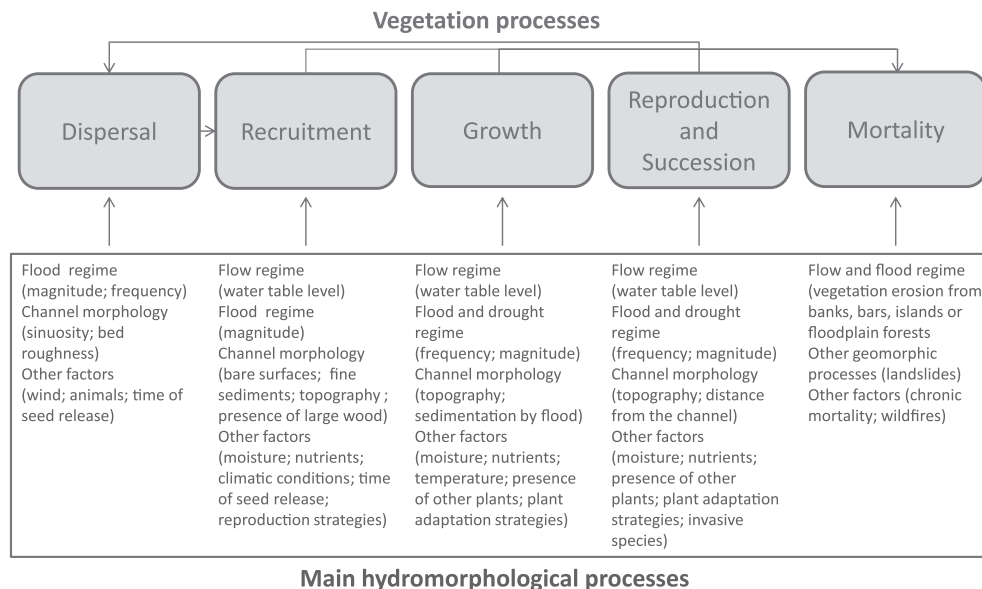 Vegetation processes
Dispersal
Recruitment
Growth
Reproduction
and
Succession
Mortality
Flood regime
(magnitude; frequency)
Channel morphology
(sinuosity; bed
roughness)
Other factors
(wind; animals; time of
seed release)
Flow regime
(water table level)
Flood regime
(magnitude)
Channel morphology
(bare surfaces; fine
sediments; topography ;
presence of large wood)
Other factors
(moisture; nutrients;
climatic conditions; time
of seed release;
reproduction strategies)
Flow regime
(water table level)
Flood and drought
regime
(frequency; magnitude)
Channel morphology
(topography;
sedimentation by flood)
Other factors
(moisture; nutrients;
temperature; presence
of other plants; plant
adaptation strategies)
Flow regime
(water table level)
Flood and drought
regime
(frequency; magnitude)
Channel morphology
(topography; distance
from the channel)
Other factors
(moisture; nutrients;
presence of other
plants; plant adaptation
strategies; invasive
species)
Flow and flood regime
(vegetation erosion from
banks, bars, islands or
floodplain forests
Other geomorphic
processes (landslides)
Other factors (chronic
mortality; wildfires)
Main hydromorphological processes